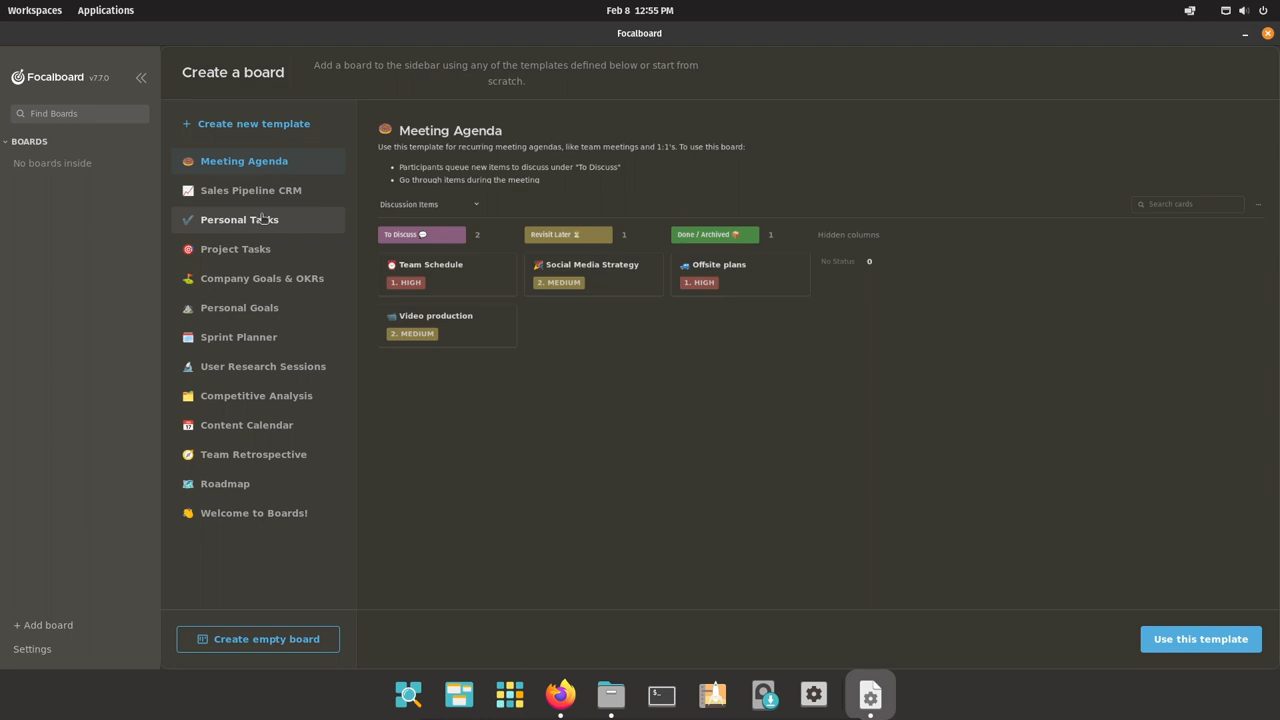 Workspaces
Applications
Feb 8 12:55 PM
Focalboard
Focalboard v7.7.0
Find Boards
BOARDS
No boards inside
+ Add board
Settings
Create a board
Add a board to the sidebar using any of the templates defined below or start from
scratch.
+ Create new template
Meeting Agenda
Sales Pipeline CRM
Personal Tasks
Project Tasks
Company Goals & OKRs
Personal Goals
Sprint Planner
User Research Sessions
Competitive Analysis
Content Calendar
Team Retrospective
Roadmap
Welcome to Boards!
Create empty board
Meeting Agenda
Use this template for recurring meeting agendas, like team meetings and 1:1's. To use this board:
• Participants queue new items to discuss under "To Discuss"
• Go through items during the meeting
Discussion Items
Search cards
To Discuss 💬 2
Revisit Later ⏳ 1
Done / Archived 📦 1
Hidden columns
Team Schedule
1. HIGH
Video production
2. MEDIUM
Social Media Strategy
2. MEDIUM
Offsite plans
1. HIGH
No Status 0
Use this template